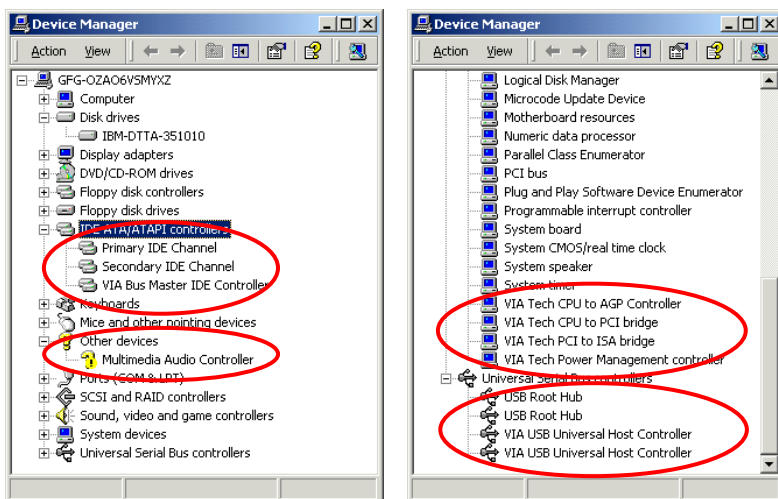 Device Manager
Action View
GFG-OZAO6VSMYXZ
Computer
Disk drives
IBM-DTTA-351010
Display adapters
DVD/CD-ROM drives
Floppy disk controllers
Floppy disk drives
IDE ATA/ATAPI controllers
Primary IDE Channel
Secondary IDE Channel
VIA Bus Master IDE Controller
Keyboards
Mice and other pointing devices
Other devices
Multimedia Audio Controller
Ports (COM & LPT)
SCSI and RAID controllers
Sound, video and game controllers
System devices
Universal Serial Bus controllers
Device Manager
Action View
Logical Disk Manager
Microcode Update Device
Motherboard resources
Numeric data processor
Parallel Class Enumerator
PCI bus
Plug and Play Software Device Enumerator
Programmable interrupt controller
System board
System CMOS/real time clock
System speaker
System timer
VIA Tech CPU to AGP Controller
VIA Tech CPU to PCI bridge
VIA Tech PCI to ISA bridge
VIA Tech Power Management controller
Universal Serial Bus controllers
USB Root Hub
USB Root Hub
VIA USB Universal Host Controller
VIA USB Universal Host Controller